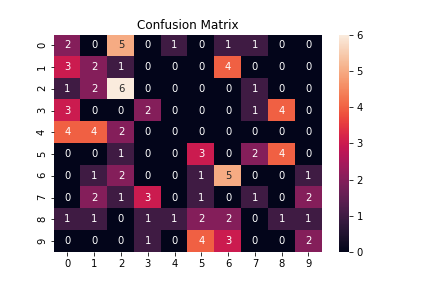 Confusion Matrix
0 2 0 5 0 1 0 1 1 0 0
1 3 2 1 0 0 0 4 0 0 0
2 1 2 6 0 0 0 0 1 0 0
3 3 0 0 2 0 0 0 1 4 0
4 4 4 2 0 0 0 0 0 0 0
5 0 0 1 0 0 3 0 2 4 0
6 0 1 2 0 0 1 5 0 0 1
7 0 2 1 3 0 1 0 1 0 2
8 1 1 0 1 1 2 2 0 1 1
9 0 0 0 1 0 4 3 0 0 2
0 1 2 3 4 5 6 7 8 9
6
5
4
3
2
1
0